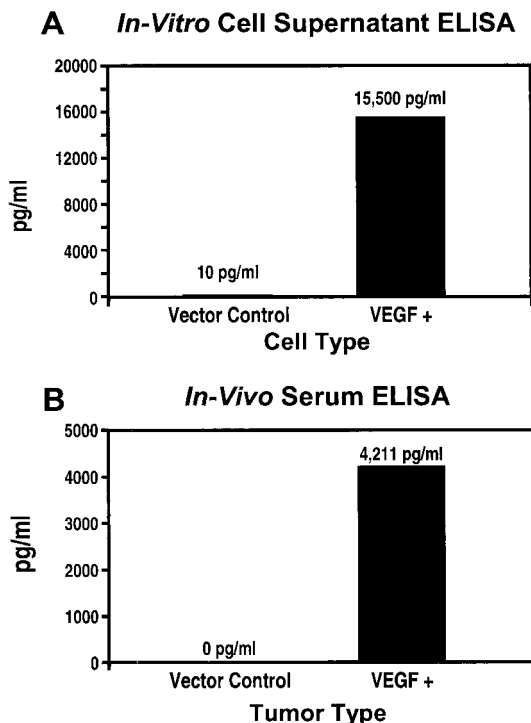 A In-Vitro Cell Supernatant ELISA
20000
16000
12000
8000
4000
0
pg/ml
15,500 pg/ml
10 pg/ml
Vector Control VEGF +
Cell Type
B In-Vivo Serum ELISA
5000
4000
3000
2000
1000
0
pg/ml
4,211 pg/ml
0 pg/ml
Vector Control VEGF +
Tumor Type